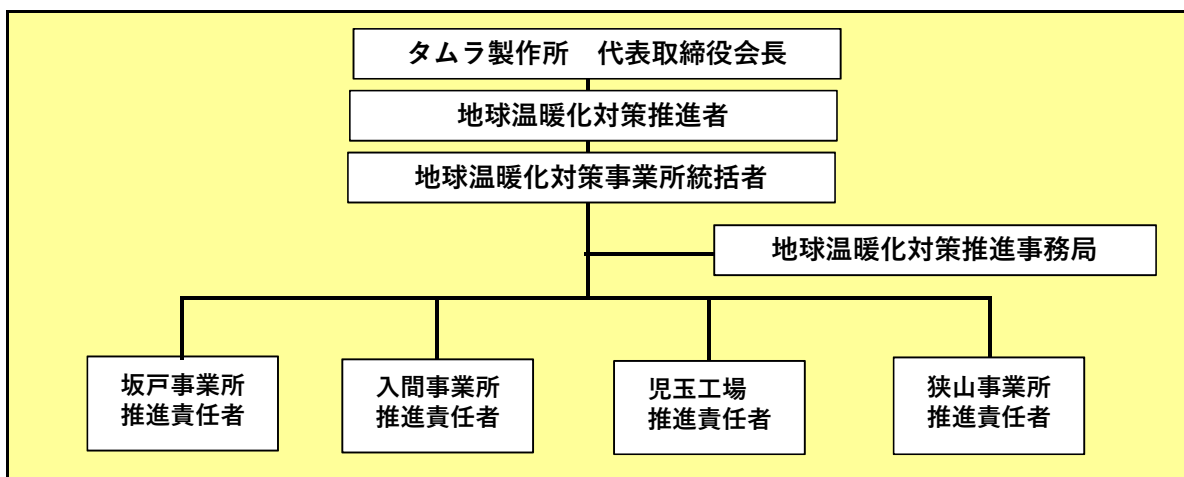 タムラ製作所　代表取締役会長
地球温暖化対策推進者
地球温暖化対策事業所統括者
地球温暖化対策推進事務局
坂戸事業所
推進責任者
入間事業所
推進責任者
児玉工場
推進責任者
狭山事業所
推進責任者